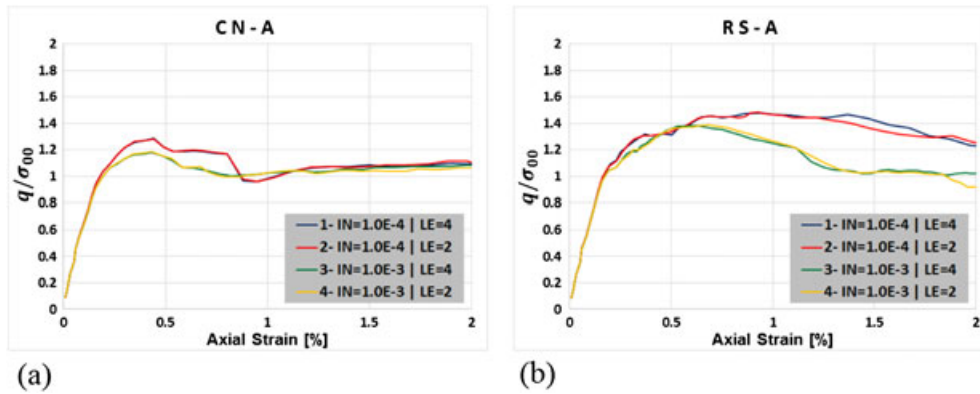 CN - A
2
1.8
1.6
1.4
1.2
1
0.8
0.6
0.4
0.2
0
q/σ00
1- IN=1.0E-4 | LE=4
2- IN=1.0E-4 | LE=2
3- IN=1.0E-3 | LE=4
4- IN=1.0E-3 | LE=2
0 0.5 1 1.5 2
Axial Strain [%]
(a)
RS - A
2
1.8
1.6
1.4
1.2
1
0.8
0.6
0.4
0.2
0
q/σ00
1- IN=1.0E-4 | LE=4
2- IN=1.0E-4 | LE=2
3- IN=1.0E-3 | LE=4
4- IN=1.0E-3 | LE=2
0 0.5 1 1.5 2
Axial Strain [%]
(b)